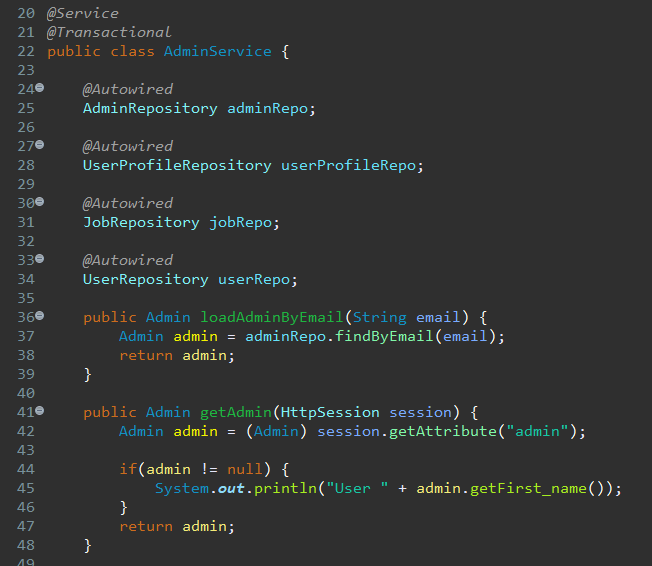 20 @Service
21 @Transactional
22 public class AdminService {
23
24 @Autowired
25 AdminRepository adminRepo;
26
27 @Autowired
28 UserProfileRepository userProfileRepo;
29
30 @Autowired
31 JobRepository jobRepo;
32
33 @Autowired
34 UserRepository userRepo;
35
36 public Admin loadAdminByEmail(String email) {
37 Admin admin = adminRepo.findByEmail(email);
38 return admin;
39 }
40
41 public Admin getAdmin(HttpSession session) {
42 Admin admin = (Admin) session.getAttribute("admin");
43
44 if(admin != null) {
45 System.out.println("User " + admin.getFirst_name());
46 }
47 return admin;
48 }
49